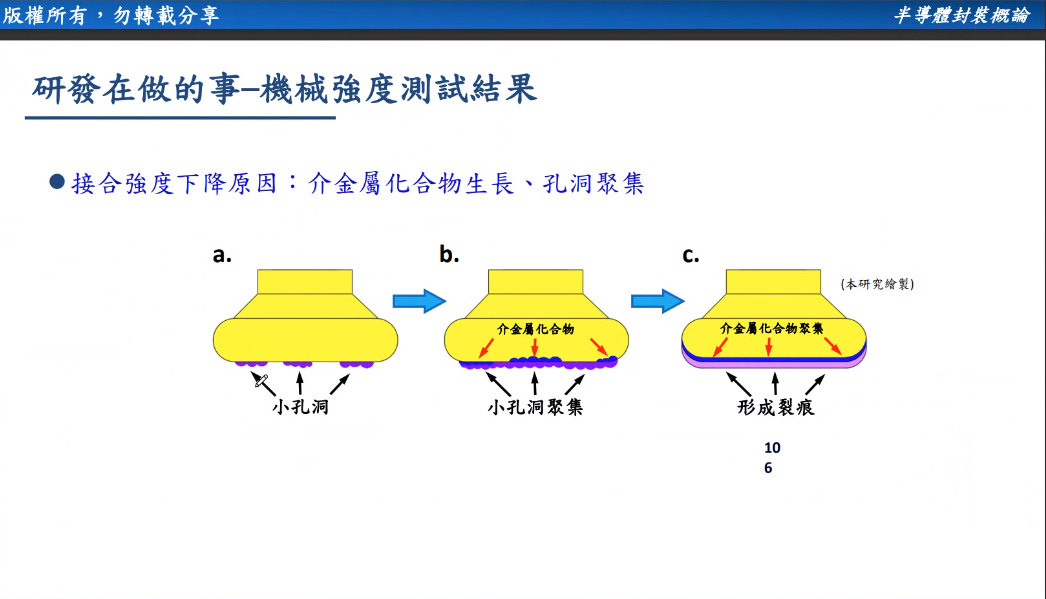 版權所有，勿轉載分享
半導體封裝概論
研發在做的事–機械強度測試結果
●接合強度下降原因：介金屬化合物生長、孔洞聚集
a.
b.
c.
(本研究繪製)
介金屬化合物
介金屬化合物聚集
小孔洞
小孔洞聚集
形成裂痕
10
6